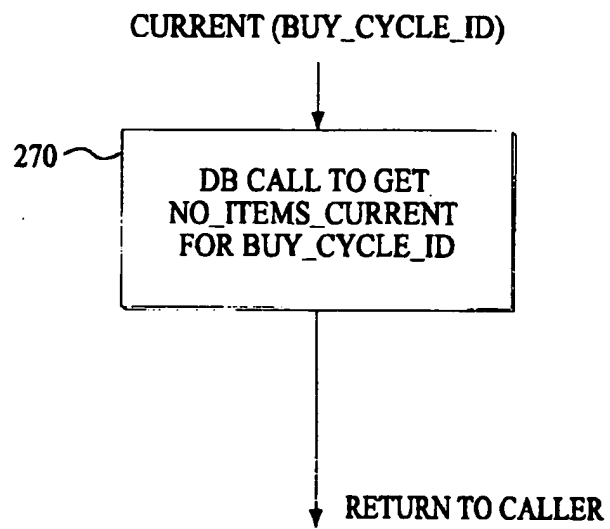 CURRENT (BUY_CYCLE_ID)
270
DB CALL TO GET
NO_ITEMS_CURRENT
FOR BUY_CYCLE_ID
RETURN TO CALLER